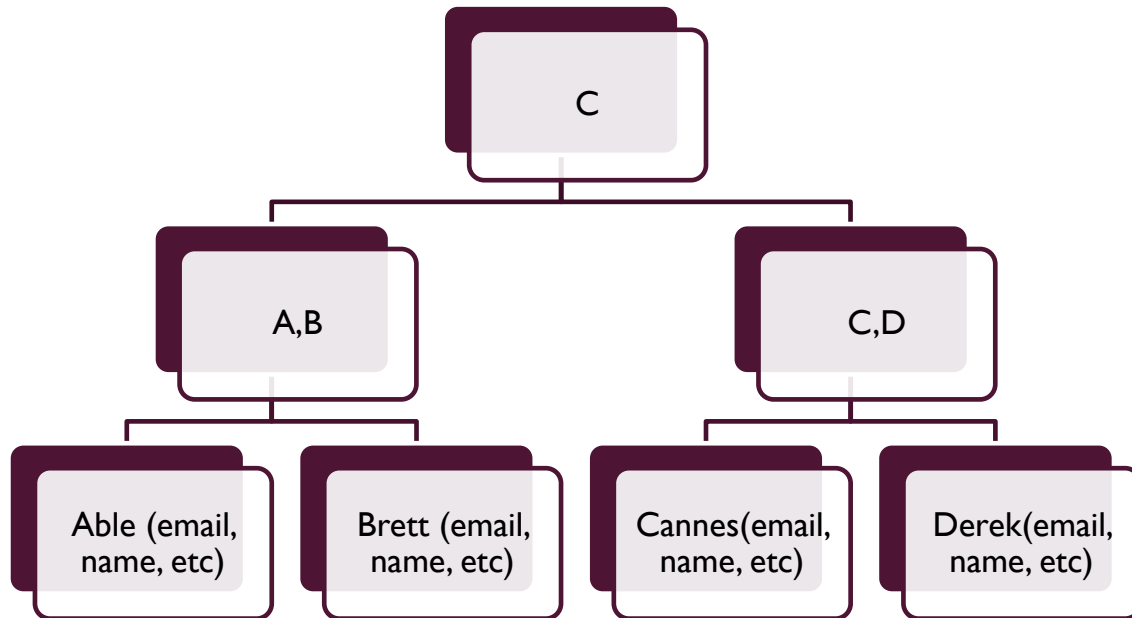 C
A,B
C,D
Able (email,
name, etc)
Brett (email,
name, etc)
Cannes(email,
name, etc)
Derek(email,
name, etc)